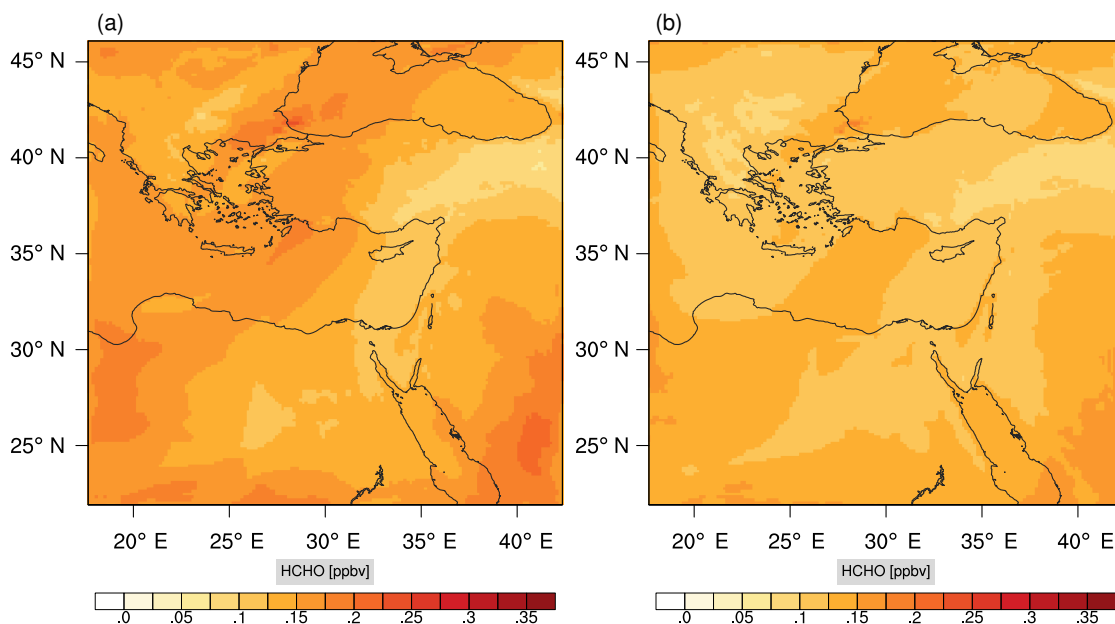 (a)
(b)
45° N
40° N
35° N
30° N
25° N
20° E
25° E
30° E
35° E
40° E
HCHO [ppbv]
.0
.05
.1
.15
.2
.25
.3
.35
45° N
40° N
35° N
30° N
25° N
20° E
25° E
30° E
35° E
40° E
HCHO [ppbv]
.0
.05
.1
.15
.2
.25
.3
.35